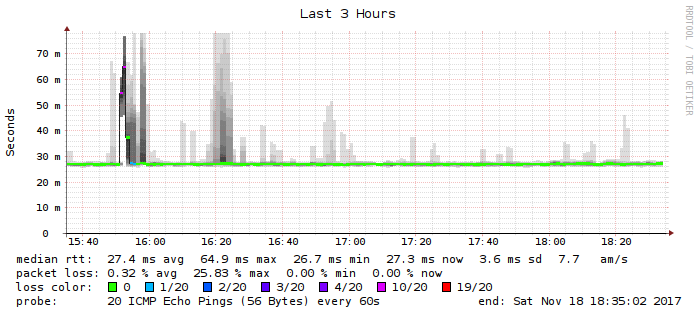 Last 3 Hours
RRDTOOL / TOBI OETIKER
Seconds
70 m
60 m
50 m
40 m
30 m
20 m
10 m
0
15:40 16:00 16:20 16:40 17:00 17:20 17:40 18:00 18:20
median rtt: 27.4 ms avg 64.9 ms max 26.7 ms min 27.3 ms now 3.6 ms sd 7.7 am/s
packet loss: 0.32 % avg 25.83 % max 0.00 % min 0.00 % now
loss color: 0 1/20 2/20 3/20 4/20 10/20 19/20
probe: 20 ICMP Echo Pings (56 Bytes) every 60s end: Sat Nov 18 18:35:02 2017